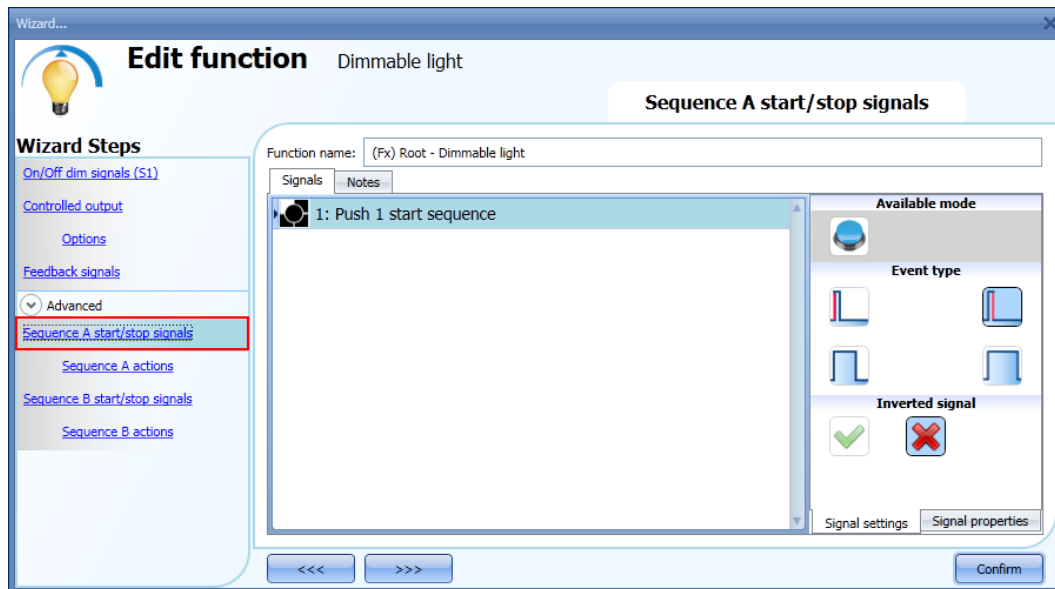 Wizard...
Edit function Dimmable light
Sequence A start/stop signals
Wizard Steps
On/Off dim signals (S1)
Controlled output
Options
Feedback signals
Advanced
Sequence A start/stop signals
Sequence A actions
Sequence B start/stop signals
Sequence B actions
Function name: (Fx) Root - Dimmable light
Signals Notes
1: Push 1 start sequence
Available mode
Event type
Inverted signal
Signal settings Signal properties
<<< >>> Confirm